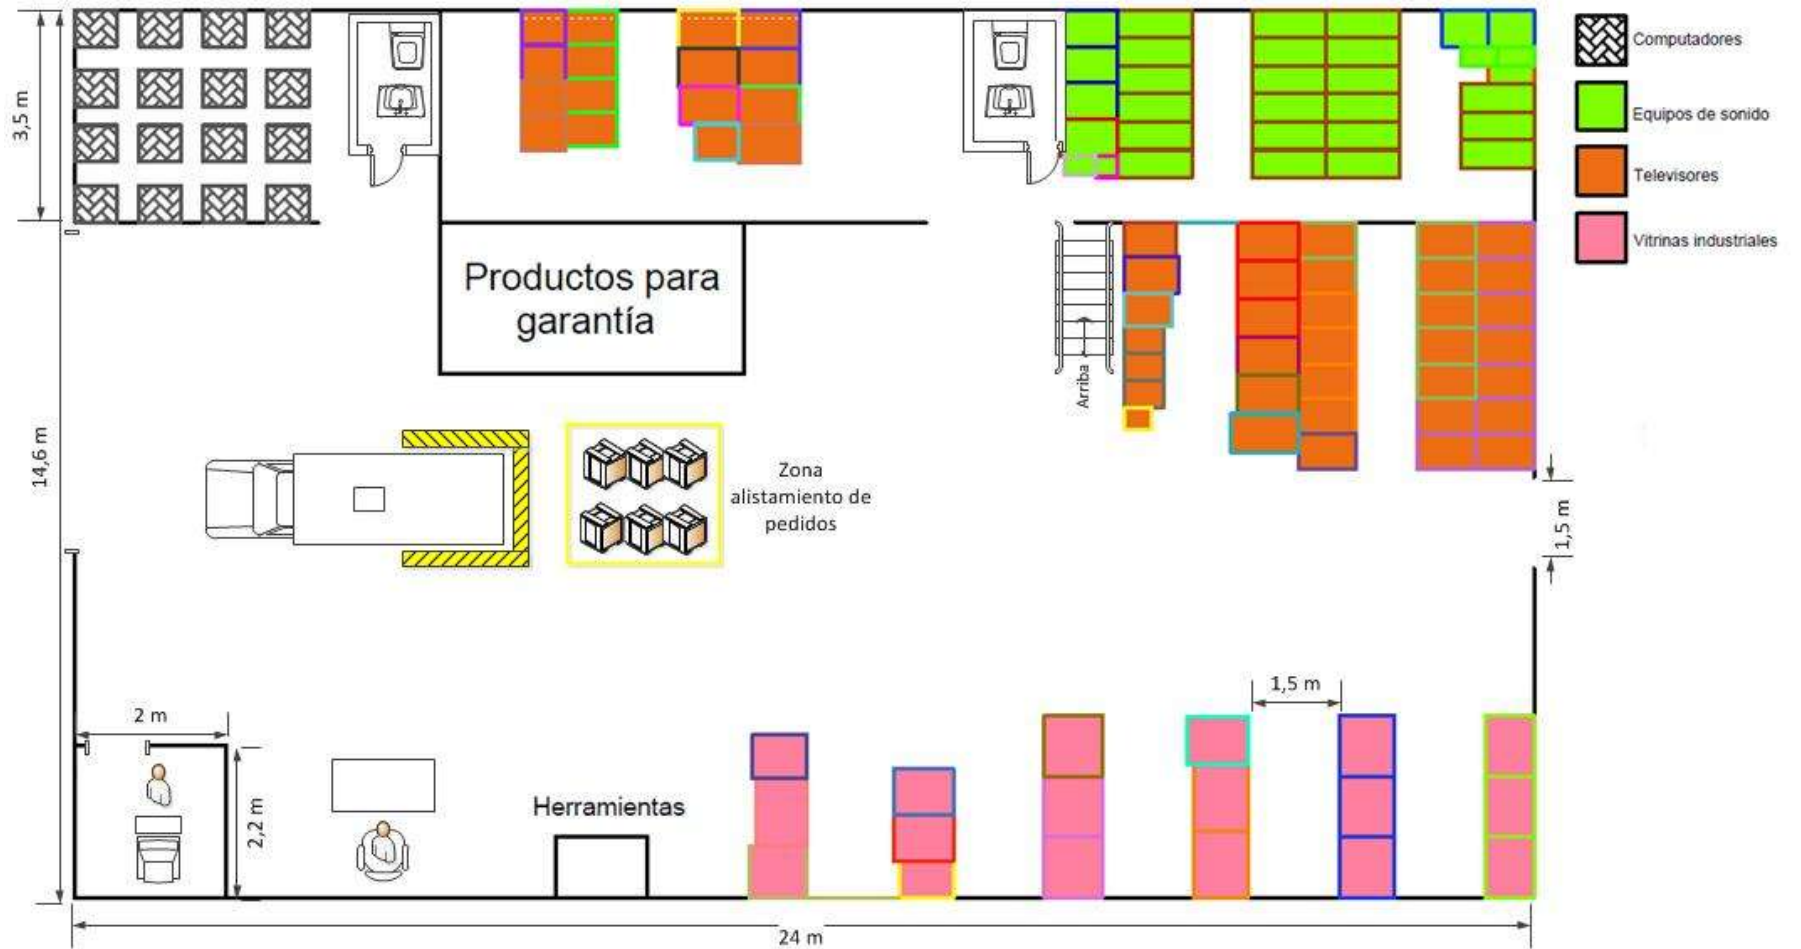 Computadores
Equipos de sonido
Televisores
Vitrinas industriales
3,5 m
14,6 m
Productos para
garantía
Arriba
Zona
alistamiento de
pedidos
1,5 m
1,5 m
2 m
2,2 m
Herramientas
24 m